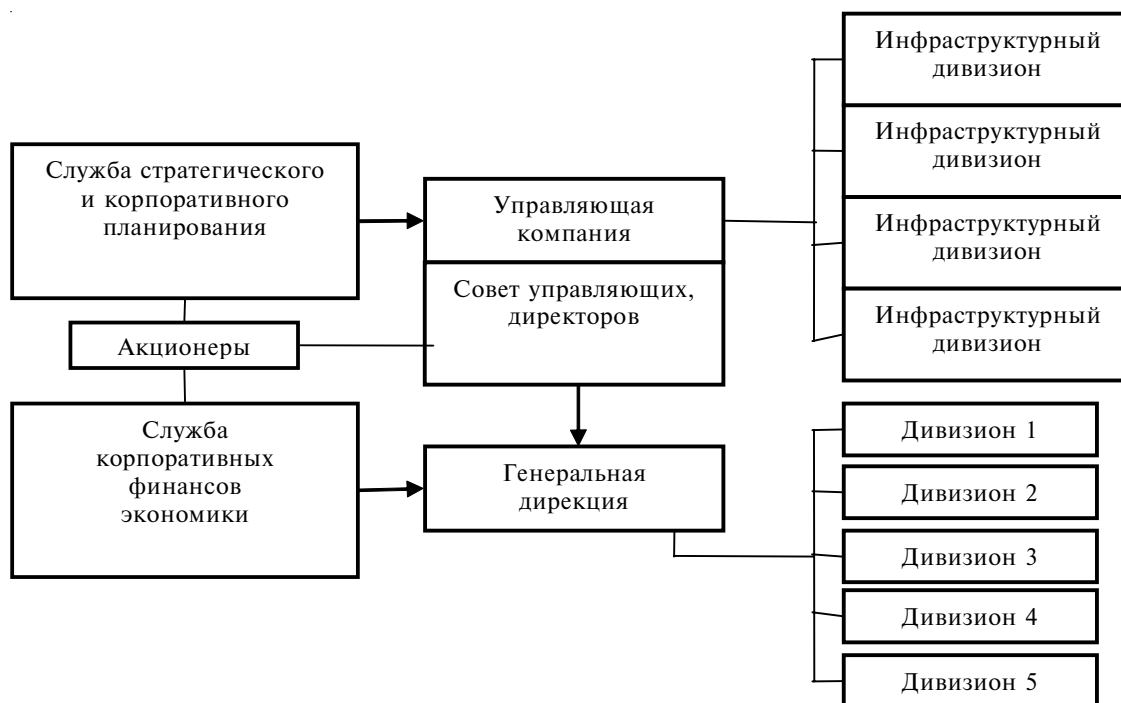 Служба стратегического
и корпоративного
планирования
Акционеры
Служба
корпоративных
финансов
экономики
Управляющая
компания
Совет управляющих,
директоров
Генеральная
дирекция
Инфраструктурный
дивизион
Инфраструктурный
дивизион
Инфраструктурный
дивизион
Инфраструктурный
дивизион
Дивизион 1
Дивизион 2
Дивизион 3
Дивизион 4
Дивизион 5